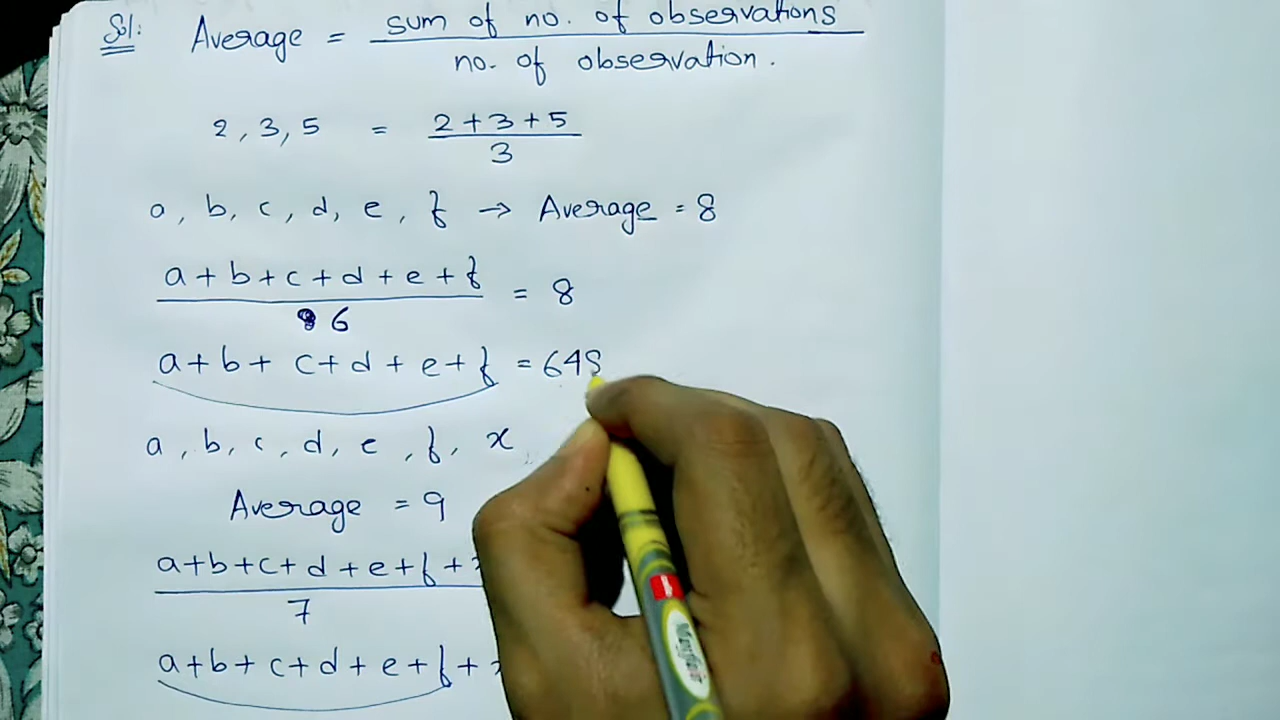 Sol:
Average = sum of no. of observations / no. of observation.
2, 3, 5 = 2+3+5 / 3
a, b, c, d, e, f → Average = 8
a+b+c+d+e+f / 6 = 8
a+b+c+d+e+f = 648
a, b, c, d, e, f, x
Average = 9
a+b+c+d+e+f+ / 7
a+b+c+d+e+f+